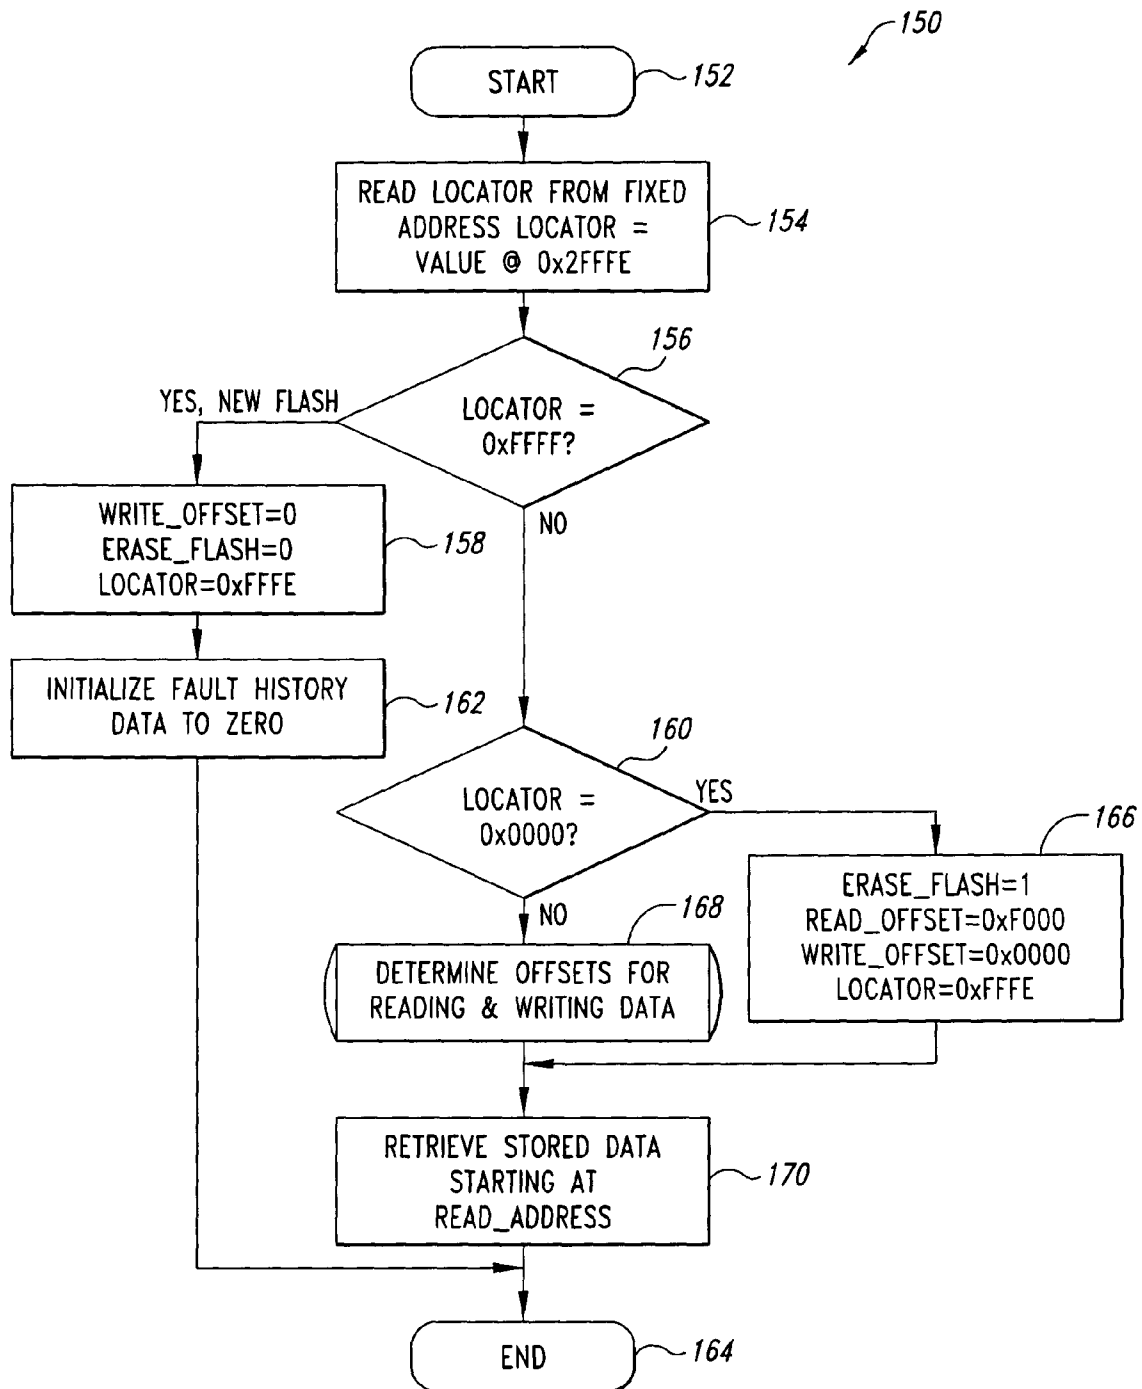 150
START
152
READ LOCATOR FROM FIXED
ADDRESS LOCATOR =
VALUE @ 0x2FFFE
154
156
YES, NEW FLASH
LOCATOR =
0xFFFF?
NO
WRITE_OFFSET=0
ERASE_FLASH=0
LOCATOR=0xFFFE
158
INITIALIZE FAULT HISTORY
DATA TO ZERO
162
160
LOCATOR =
0x0000?
YES
NO
166
ERASE_FLASH=1
READ_OFFSET=0xF000
WRITE_OFFSET=0x0000
LOCATOR=0xFFFE
168
DETERMINE OFFSETS FOR
READING & WRITING DATA
RETRIEVE STORED DATA
STARTING AT
READ_ADDRESS
170
END
164